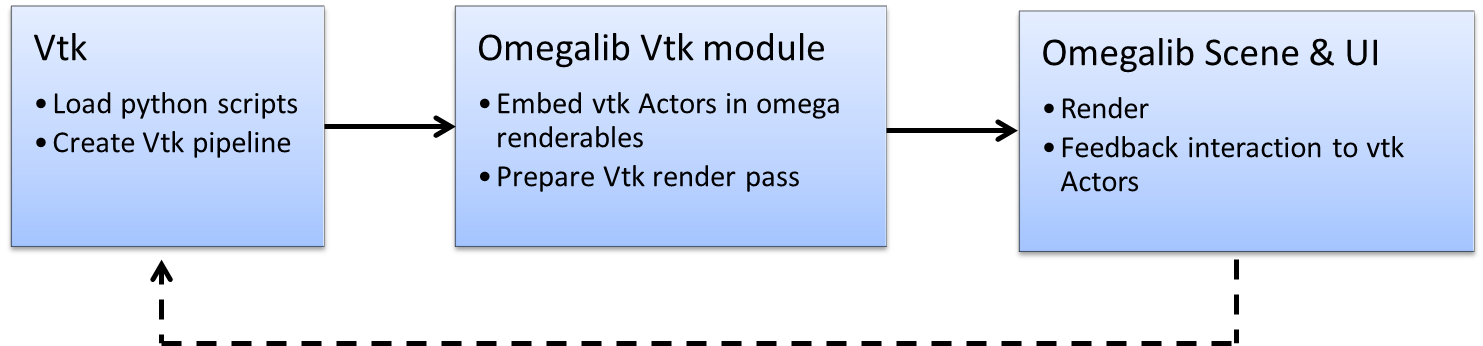 Vtk
• Load python scripts
• Create Vtk pipeline
Omegalib Vtk module
• Embed vtk Actors in omega
renderables
• Prepare Vtk render pass
Omegalib Scene & UI
• Render
• Feedback interaction to vtk
Actors